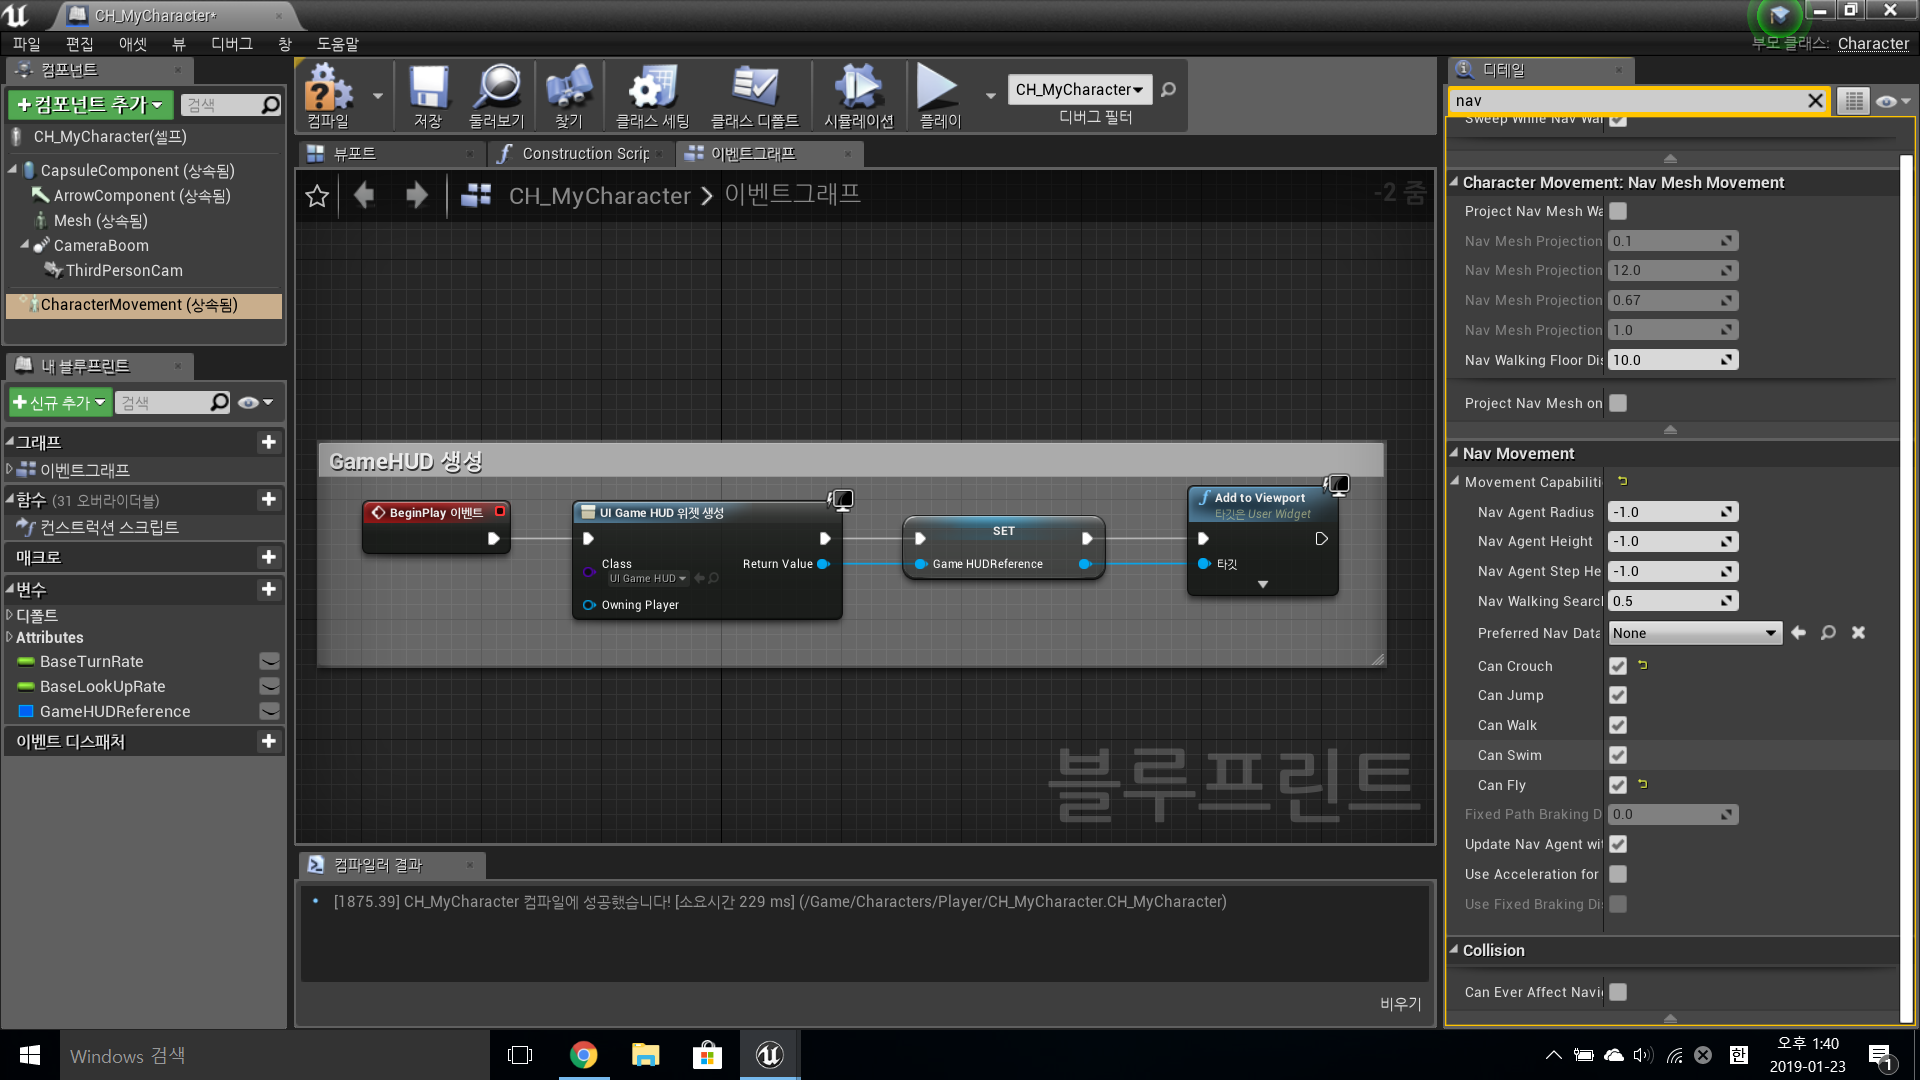 CH_MyCharacter*
파일 편집 애셋 뷰 디버그 창 도움말
부모 클래스: Character
컴포넌트
+컴포넌트 추가 검색
CH_MyCharacter(셀프)
CapsuleComponent (상속됨)
ArrowComponent (상속됨)
Mesh (상속됨)
CameraBoom
ThirdPersonCam
CharacterMovement (상속됨)
내 블루프린트
+신규 추가 검색
그래프
이벤트그래프
함수 (31 오버라이더블)
컨스트럭션 스크립트
매크로
변수
디폴트
Attributes
BaseTurnRate
BaseLookUpRate
GameHUDReference
이벤트 디스패처
컴파일 저장 둘러보기 찾기 클래스 세팅 클래스 디폴트 시뮬레이션 플레이
CH_MyCharacter
디버그 필터
뷰포트 Construction Scrip 이벤트그래프
CH_MyCharacter > 이벤트그래프
-2 줌
GameHUD 생성
BeginPlay 이벤트
UI Game HUD 위젯 생성
Class
UI Game HUD
Return Value
Owning Player
SET
Game HUDReference
Add to Viewport
타깃은 User Widget
타깃
블루프린트
컴파일러 결과
[1875.39] CH_MyCharacter 컴파일에 성공했습니다! [소요시간 229 ms] (/Game/Characters/Player/CH_MyCharacter.CH_MyCharacter)
비우기
디테일
nav
Sweep While Nav Wal
Character Movement: Nav Mesh Movement
Project Nav Mesh Wa
Nav Mesh Projection 0.1
Nav Mesh Projection 12.0
Nav Mesh Projection 0.67
Nav Mesh Projection 1.0
Nav Walking Floor Dis 10.0
Project Nav Mesh on
Nav Movement
Movement Capabiliti
Nav Agent Radius -1.0
Nav Agent Height -1.0
Nav Agent Step He -1.0
Nav Walking Search 0.5
Preferred Nav Data None
Can Crouch
Can Jump
Can Walk
Can Swim
Can Fly
Fixed Path Braking D 0.0
Update Nav Agent wit
Use Acceleration for
Use Fixed Braking Dis
Collision
Can Ever Affect Navig
Windows 검색
한
오후 1:40
2019-01-23
1